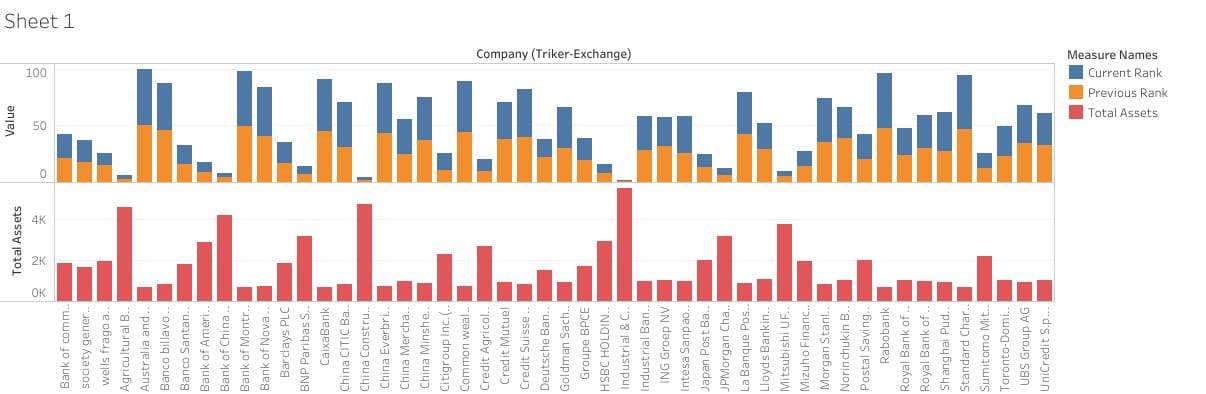 Sheet 1
Company (Triker-Exchange)
Measure Names
Current Rank
Previous Rank
Total Assets
Value
100
50
0
Total Assets
4K
2K
0K
Bank of comm..
society gener..
wells frago a..
Agricultural B..
Australia and..
Banco billavo..
Banco Santan..
Bank of Ameri..
Bank of China ..
Bank of Montr..
Bank of Nova ..
Barclays PLC
BNP Paribas S..
CaixaBank
China CITIC Ba..
China Constru..
China Everbri..
China Mercha..
China Minshe..
Citigroup Inc.(..
Common weal..
Credit Agricol..
Credit Mutuel
Credit Suisse ..
Deutsche Ban..
Goldman Sach..
Groupe BPCE
HSBC HOLDIN..
Industrial & C..
Industrial Ban..
ING Groep NV
Intesa Sanpao..
Japan Post Ba..
JPMorgan Cha..
La Banque Pos..
Lloyds Bankin..
Mitsubishi UF..
Mizuho Financ..
Morgan Stanl..
Norinchukin B..
Postal Saving..
Rabobank
Royal Bank of ..
Royal Bank of ..
Shanghai Pud..
Standard Char..
Sumitomo Mit..
Toronto-Domi..
UBS Group AG
UniCredit S.p...